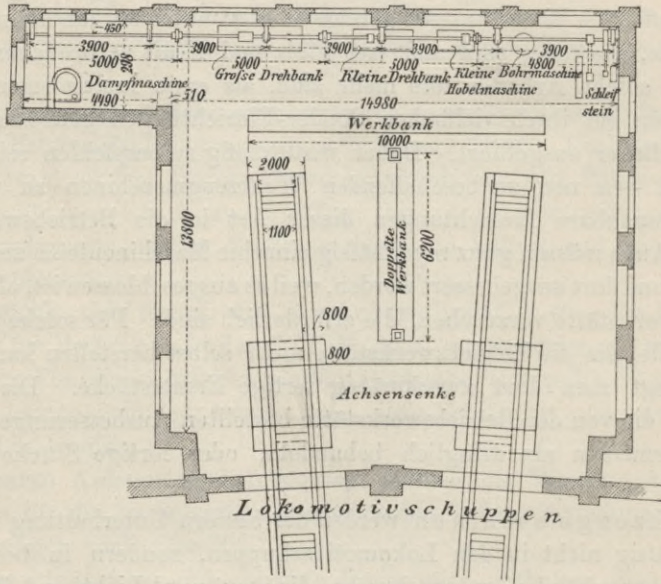 450
3900 3900 3900 3900 3900
5000 5000 5000 4800
298
Dampfmaschine Große Drehbank Kleine Drehbank Kleine Bohrmaschine
Hobelmaschine
Schleif
stein
4490 510 14980
Werkbank
10000
2000
13800
1100
Doppelte
Werkbank
6200
800
800
Achsensenke
Lokomotivschuppen